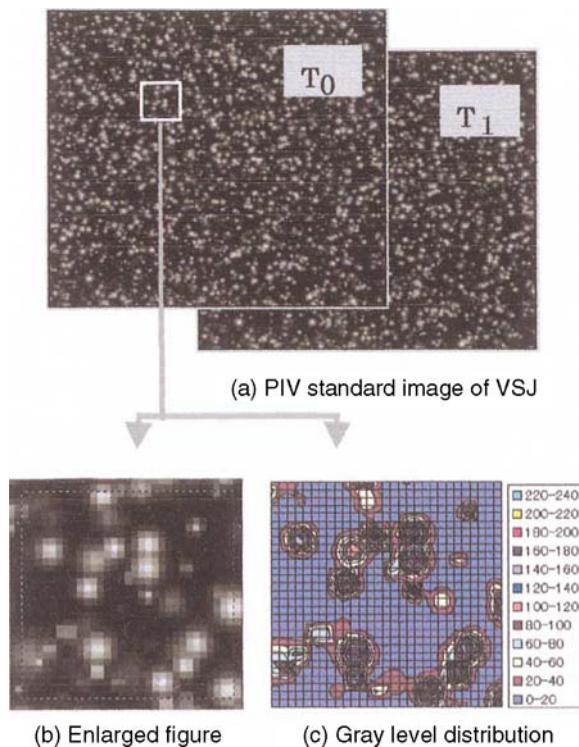 T0
T1
(a) PIV standard image of VSJ
220-240
200-220
180-200
160-180
140-160
120-140
100-120
80-100
60-80
40-60
20-40
0-20
(b) Enlarged figure
(c) Gray level distribution